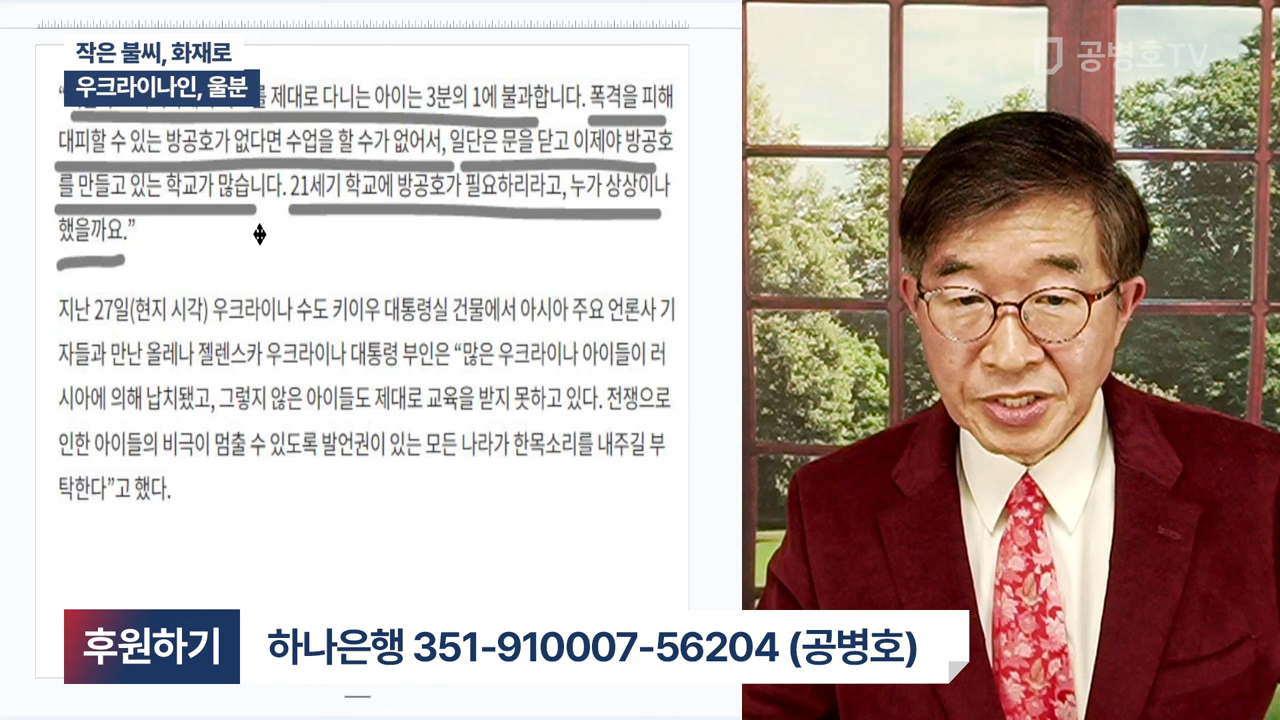 작은 불씨, 화재로
우크라이나인, 울분
공병호TV
제대로 다니는 아이는 3분의 1에 불과합니다. 폭격을 피해
대피할 수 있는 방공호가 없다면 수업을 할 수가 없어서, 일단은 문을 닫고 이제야 방공호
를 만들고 있는 학교가 많습니다. 21세기 학교에 방공호가 필요하리라고, 누가 상상이나
했을까요.”
지난 27일(현지 시각) 우크라이나 수도 키이우 대통령실 건물에서 아시아 주요 언론사 기
자들과 만난 올레나 젤렌스카 우크라이나 대통령 부인은 “많은 우크라이나 아이들이 러
시아에 의해 납치됐고, 그렇지 않은 아이들도 제대로 교육을 받지 못하고 있다. 전쟁으로
인한 아이들의 비극이 멈출 수 있도록 발언권이 있는 모든 나라가 한목소리를 내주길 부
탁한다”고 했다.
후원하기
하나은행 351-910007-56204 (공병호)